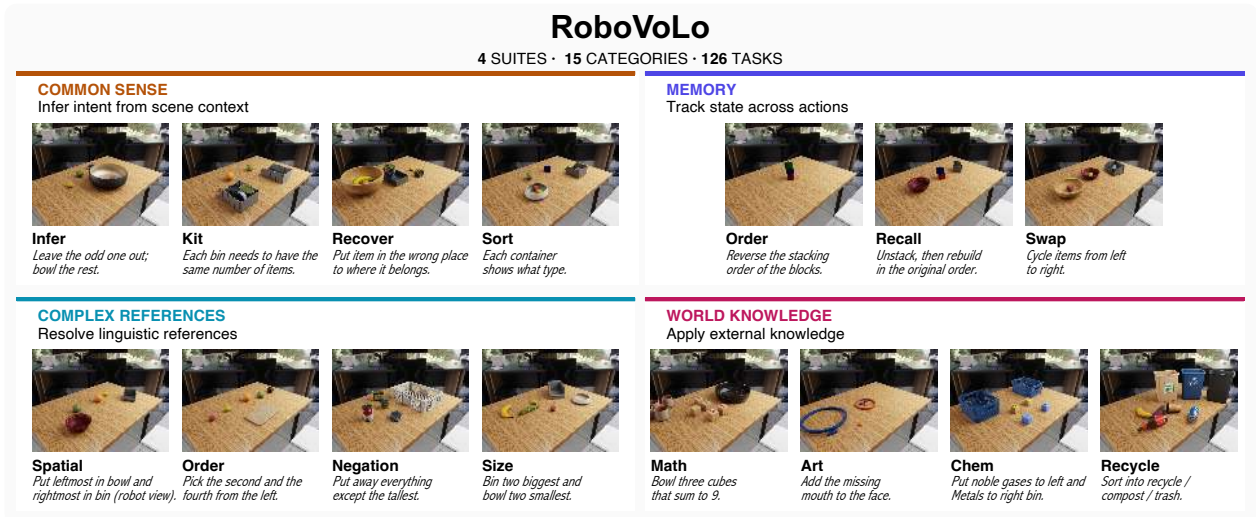 RoboVoLo
4 SUITES · 15 CATEGORIES · 126 TASKS
COMMON SENSE
Infer intent from scene context
Infer
Leave the odd one out;
bowl the rest.
Kit
Each bin needs to have the
same number of items.
Recover
Put item in the wrong place
to where it belongs.
Sort
Each container
shows what type.
MEMORY
Track state across actions
Order
Reverse the stacking
order of the blocks.
Recall
Unstack, then rebuild
in the original order.
Swap
Cycle items from left
to right.
COMPLEX REFERENCES
Resolve linguistic references
Spatial
Put leftmost in bowl and
rightmost in bin (robot view).
Order
Pick the second and the
fourth from the left.
Negation
Put away everything
except the tallest.
Size
Bin two biggest and
bowl two smallest.
WORLD KNOWLEDGE
Apply external knowledge
Math
Bowl three cubes
that sum to 9.
Art
Add the missing
mouth to the face.
Chem
Put noble gases to left and
Metals to right bin.
Recycle
Sort into recycle /
compost / trash.